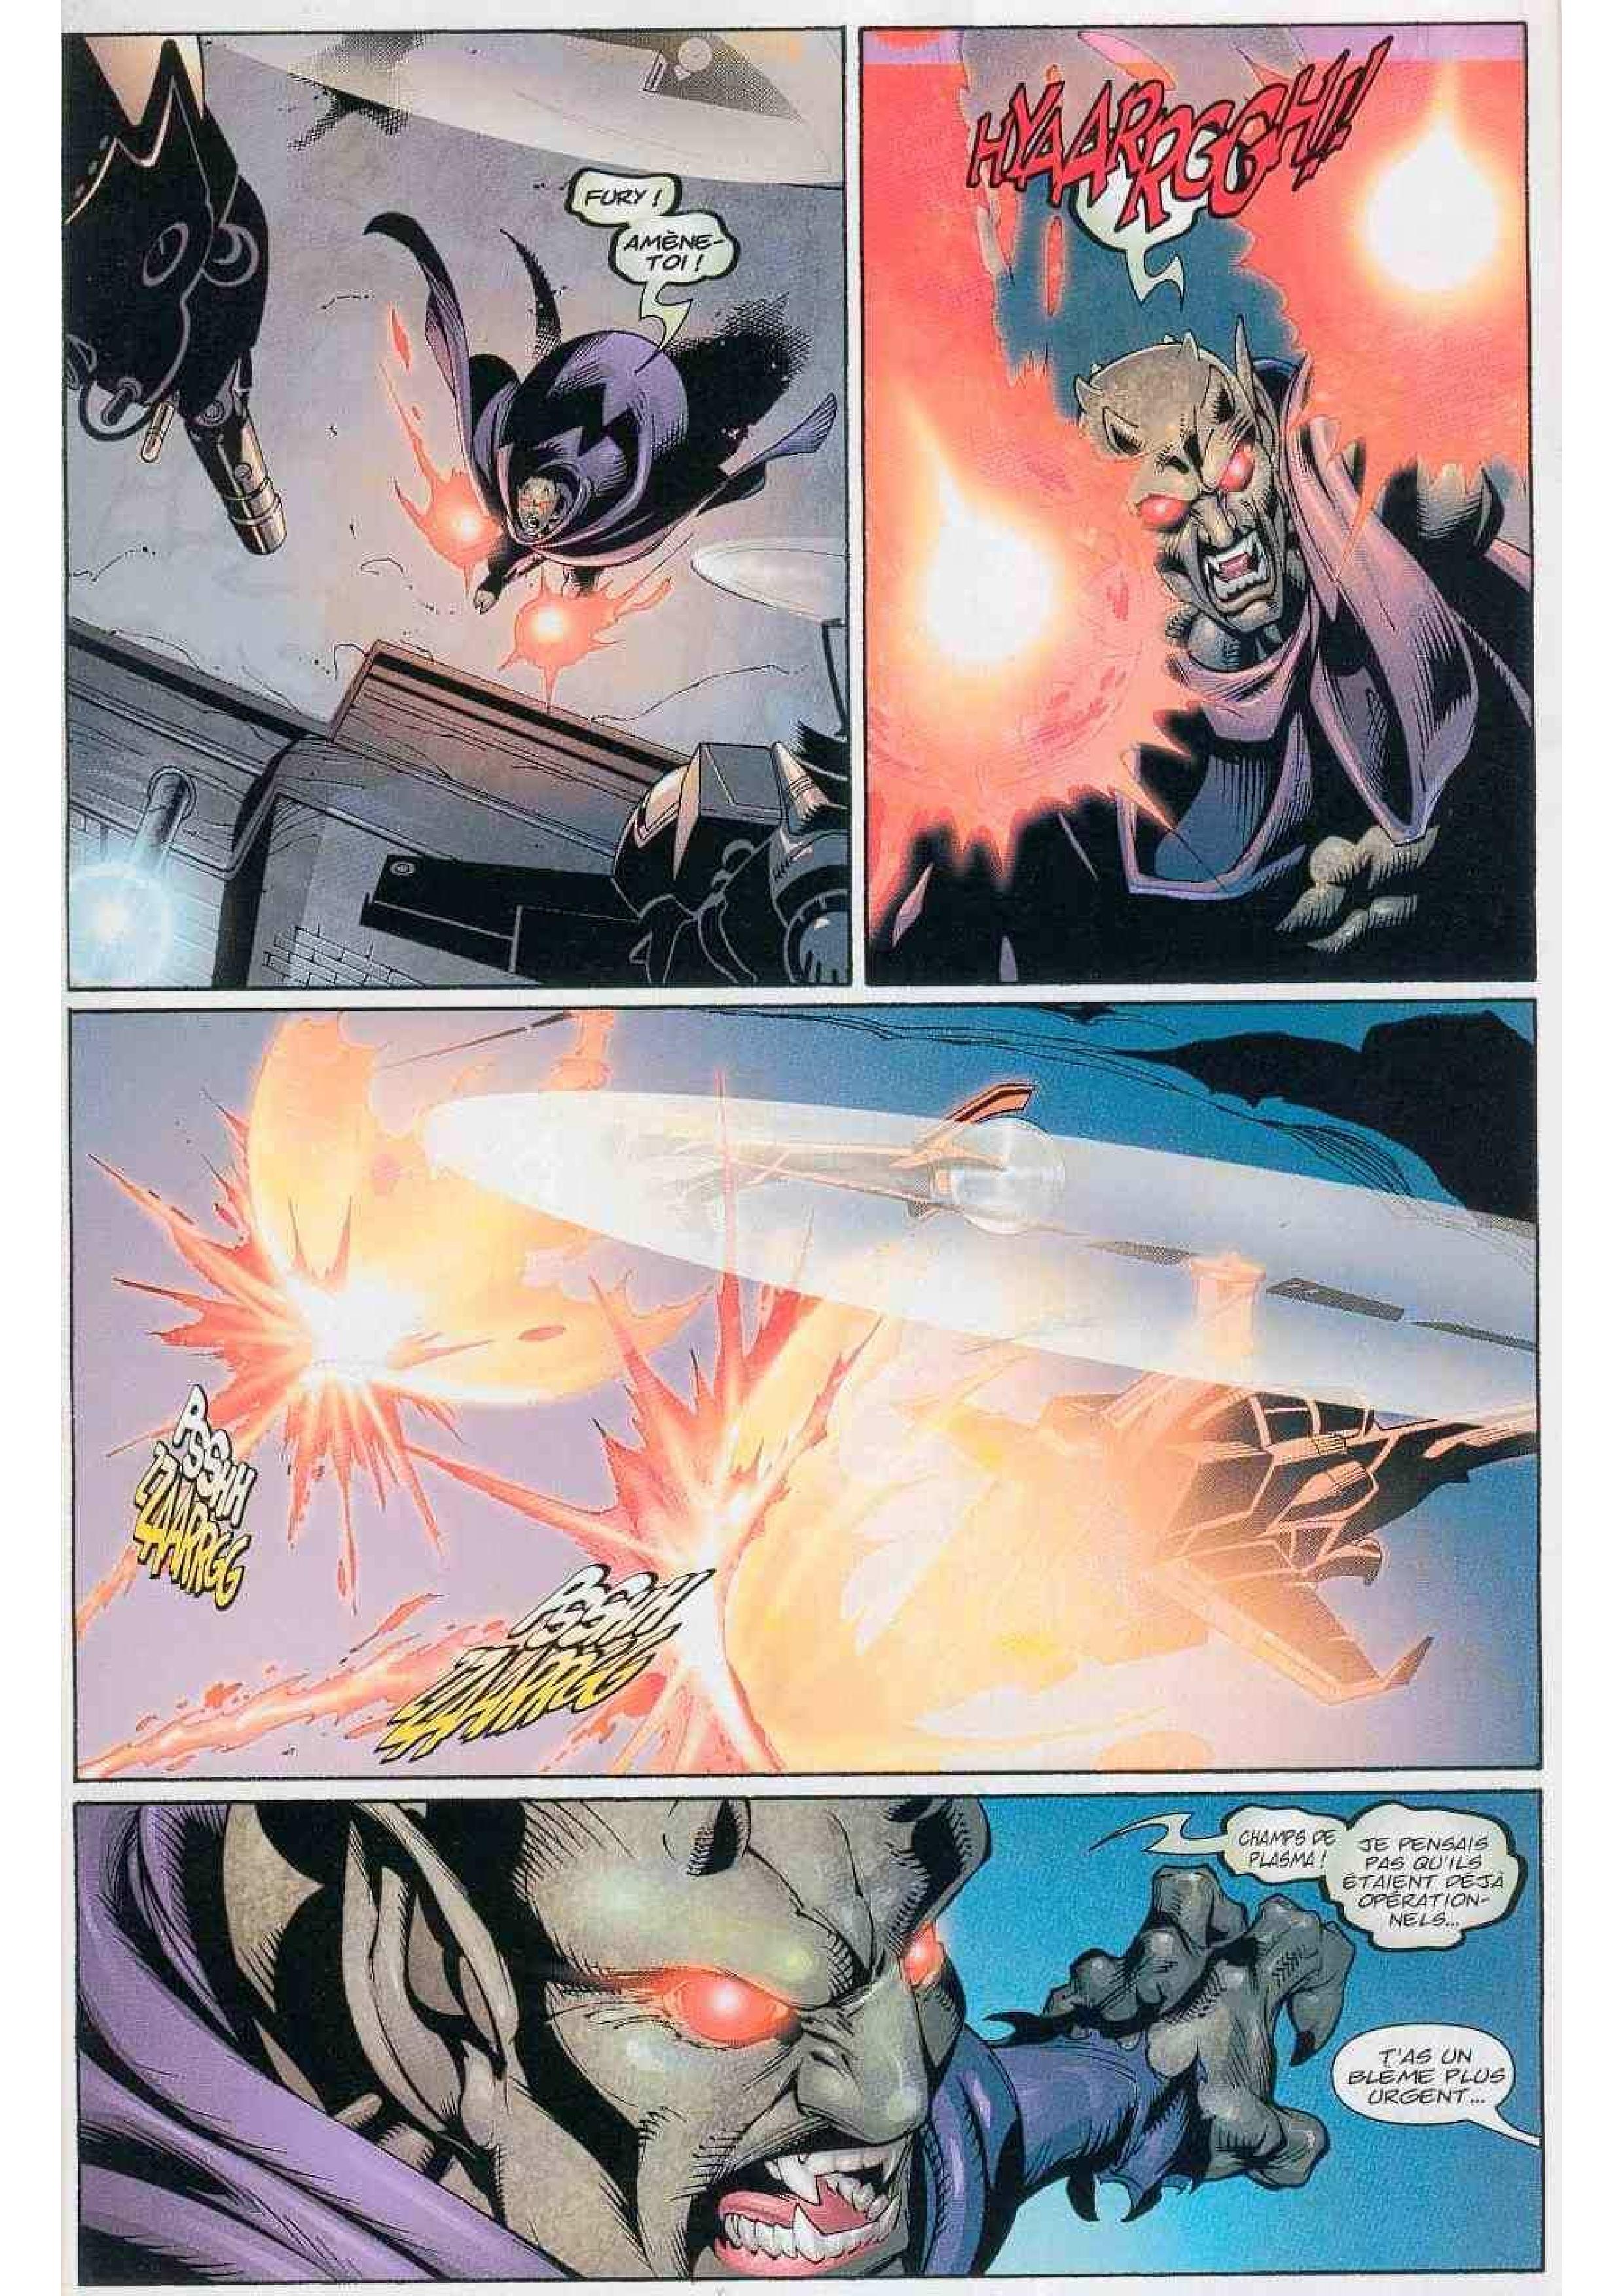 FURY !
AMÈNE-
TOI !
HYAARRGGH!!
PSSHH
ZZAARRGG
PSSHH
ZZAARRGG
CHAMPS DE
PLASMA !
JE PENSAIS
PAS QU'ILS
ÉTAIENT DÉJÀ
OPÉRATION-
NELS...
T'AS UN
BLÈME PLUS
URGENT...